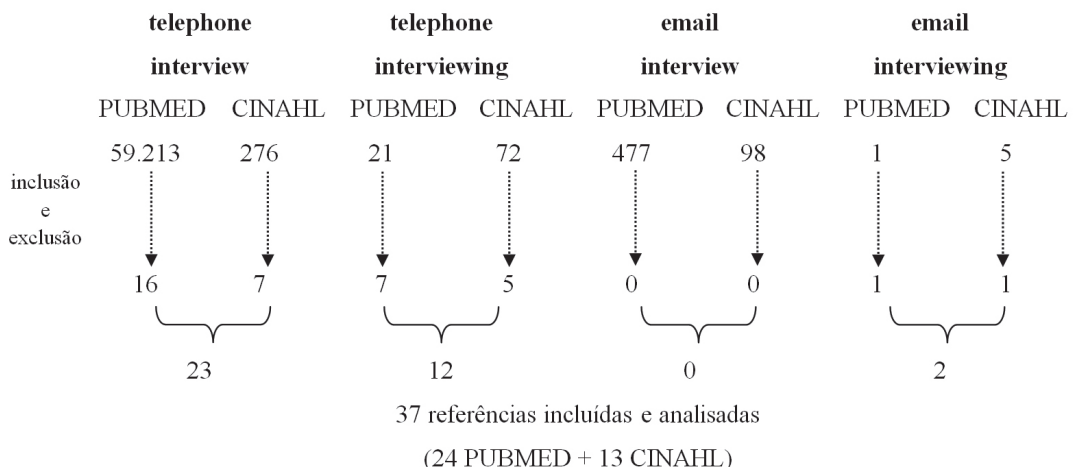 telephone telephone email email
interview interviewing interview interviewing
PUBMED CINAHL PUBMED CINAHL PUBMED CINAHL PUBMED CINAHL
59.213 276 21 72 477 98 1 5
inclusão
e
exclusão
16 7 7 5 0 0 1 1
23 12 0 2
37 referências incluídas e analisadas
(24 PUBMED + 13 CINAHL)